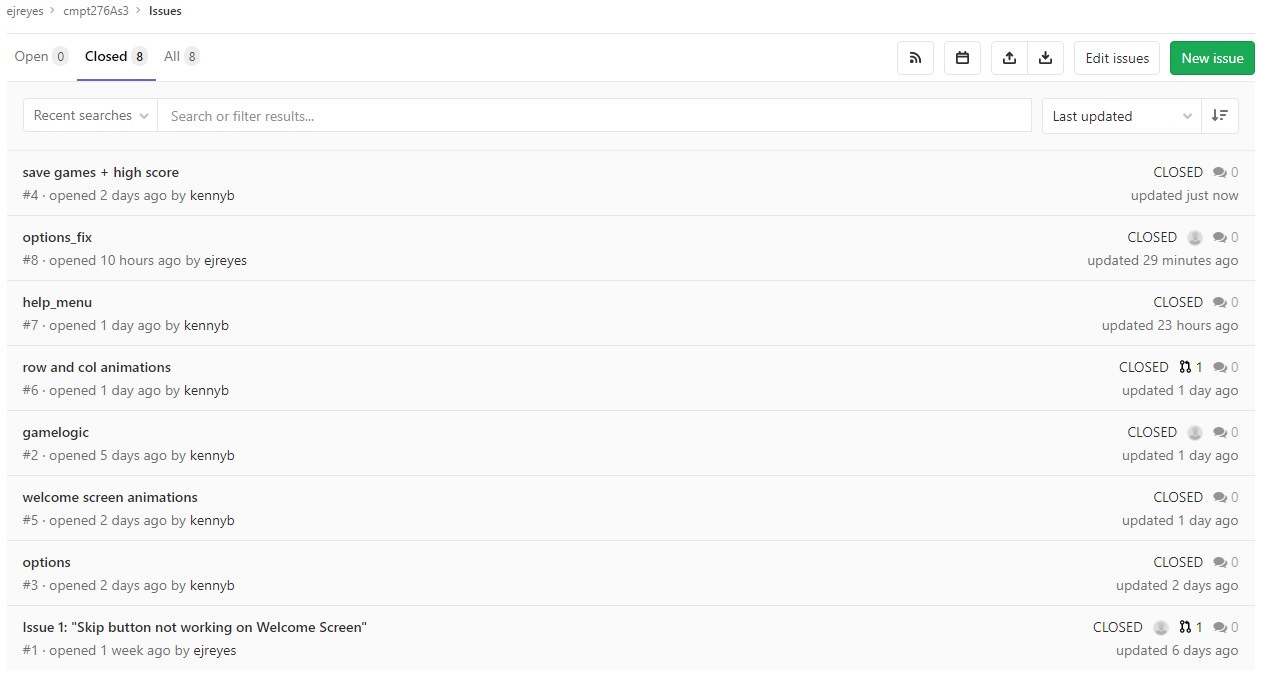 ejreyes > cmpt276As3 > Issues
Open 0 Closed 8 All 8 Edit issues New issue
Recent searches Search or filter results... Last updated
save games + high score CLOSED 0
#4 · opened 2 days ago by kennyb updated just now
options_fix CLOSED 0
#8 · opened 10 hours ago by ejreyes updated 29 minutes ago
help_menu CLOSED 0
#7 · opened 1 day ago by kennyb updated 23 hours ago
row and col animations CLOSED 1 0
#6 · opened 1 day ago by kennyb updated 1 day ago
gamelogic CLOSED 0
#2 · opened 5 days ago by kennyb updated 1 day ago
welcome screen animations CLOSED 0
#5 · opened 2 days ago by kennyb updated 1 day ago
options CLOSED 0
#3 · opened 2 days ago by kennyb updated 2 days ago
Issue 1: "Skip button not working on Welcome Screen" CLOSED 1 0
#1 · opened 1 week ago by ejreyes updated 6 days ago